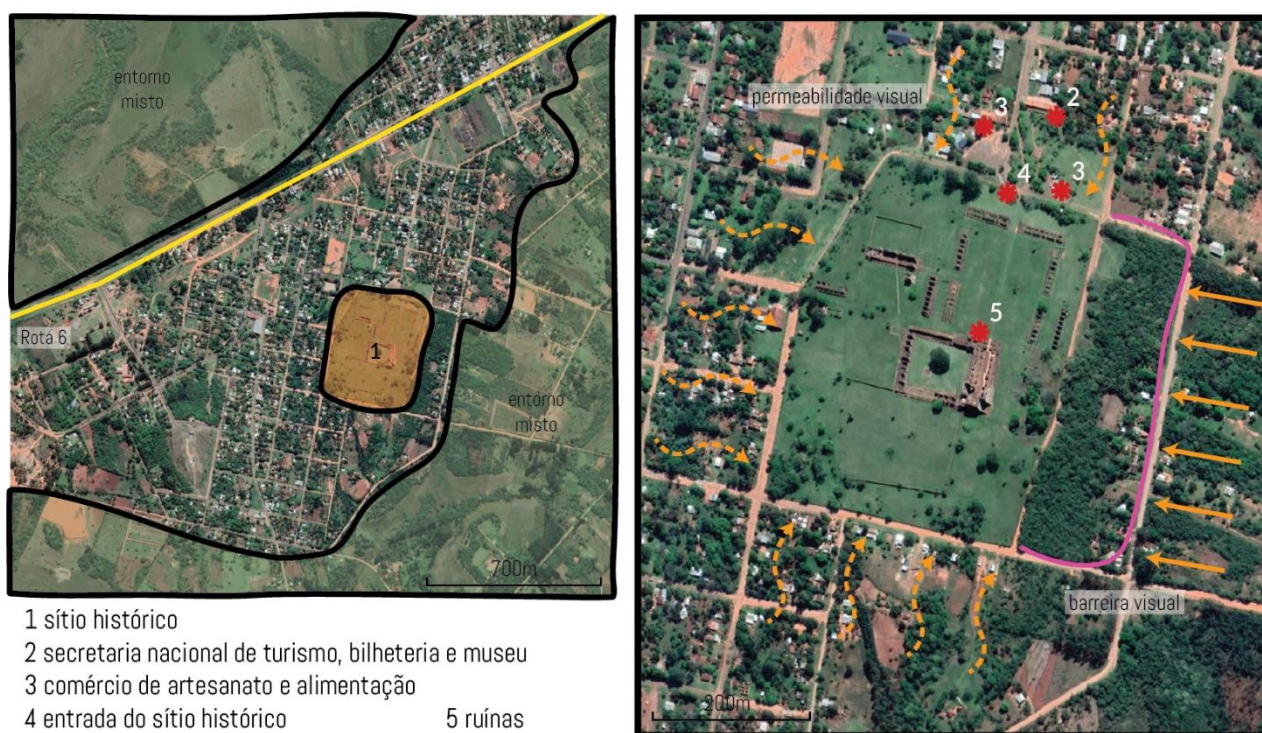 entorno
misto
Rota 6
1
entorno
misto
700m
permeabilidade visual
3
2
4
3
5
barreira visual
200m
1 sítio histórico
2 secretaria nacional de turismo, bilheteria e museu
3 comércio de artesanato e alimentação
4 entrada do sítio histórico 5 ruínas